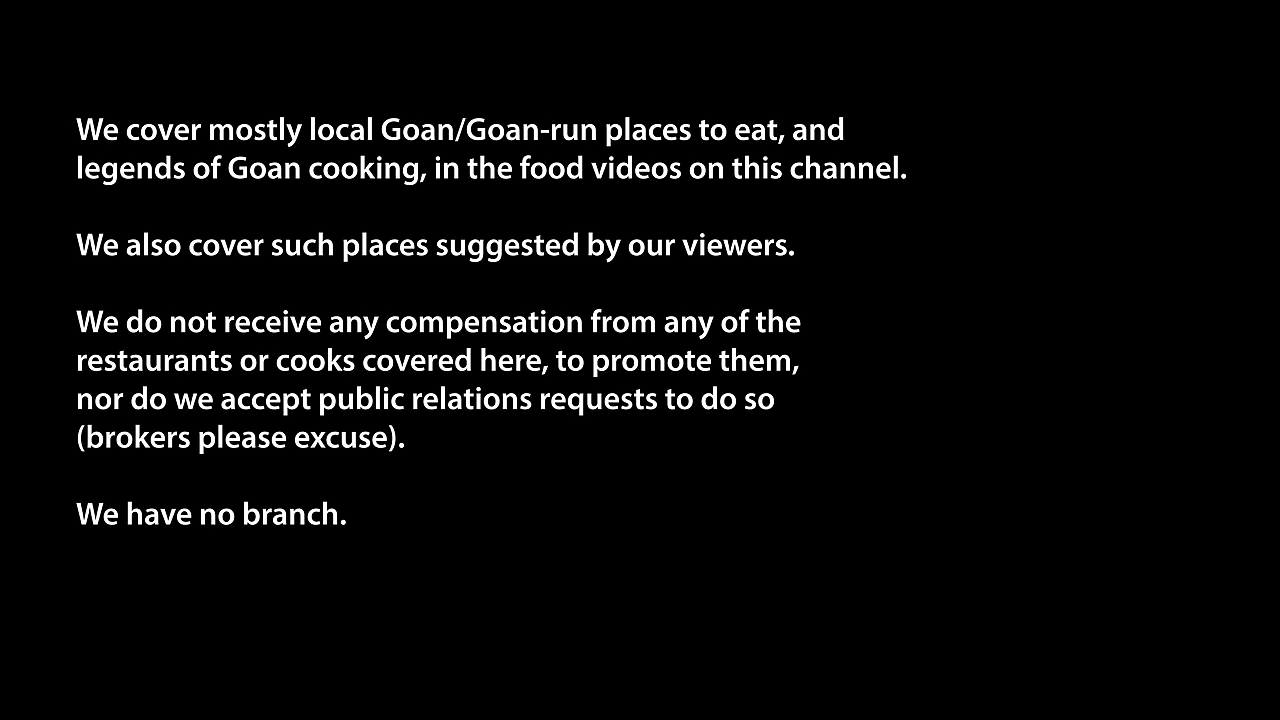 We cover mostly local Goan/Goan-run places to eat, and
legends of Goan cooking, in the food videos on this channel.
We also cover such places suggested by our viewers.
We do not receive any compensation from any of the
restaurants or cooks covered here, to promote them,
nor do we accept public relations requests to do so
(brokers please excuse).
We have no branch.